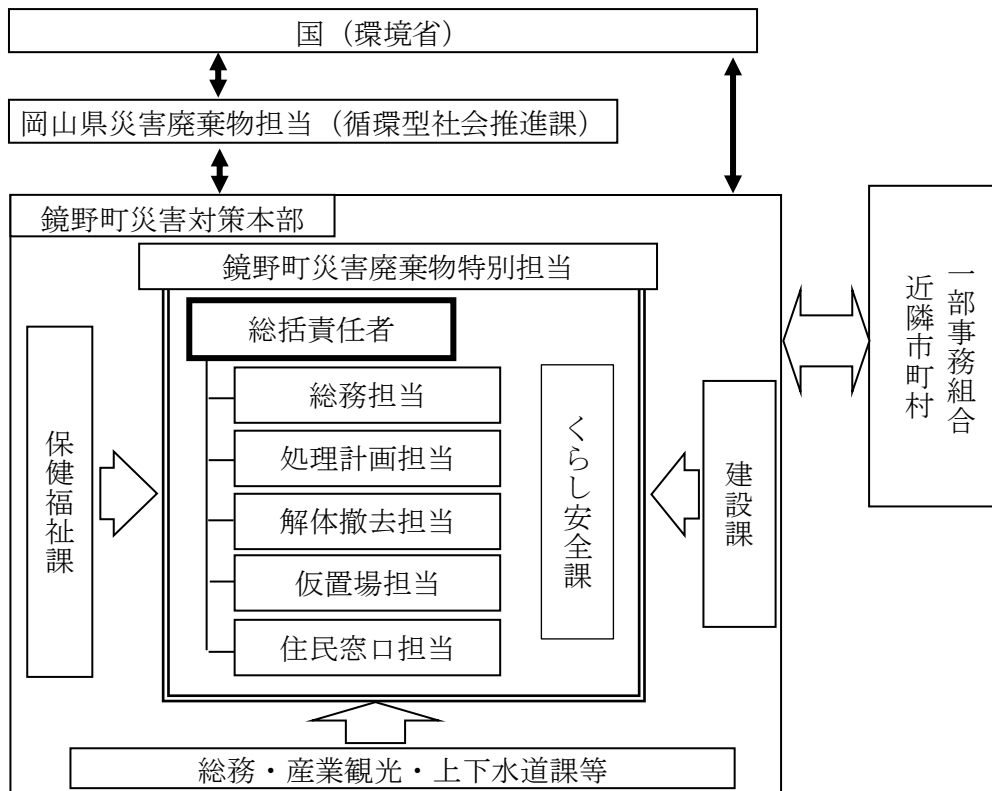 国（環境省）
岡山県災害廃棄物担当（循環型社会推進課）
鏡野町災害対策本部
鏡野町災害廃棄物特別担当
総括責任者
総務担当
処理計画担当
解体撤去担当
仮置場担当
住民窓口担当
くらし安全課
保健福祉課
建設課
一部事務組合
近隣市町村
総務・産業観光・上下水道課等